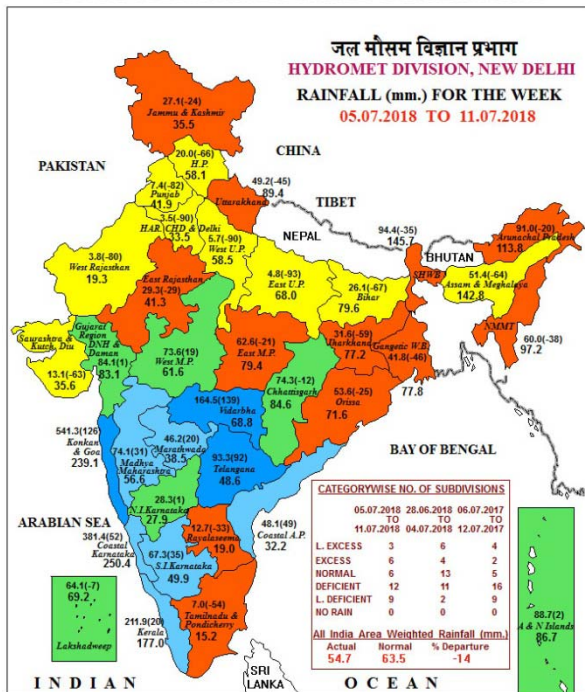 जल मौसम विज्ञान प्रभाग
HYDROMET DIVISION, NEW DELHI
RAINFALL (mm.) FOR THE WEEK
05.07.2018 TO 11.07.2018
27.1(-24)
Jammu & Kashmir
35.5
PAKISTAN
CHINA
20.0(-66)
H.P.
58.1
7.4(-82)
Punjab
41.9
49.2(-45)
Uttarakhand
89.4
TIBET
3.5(-90)
HAR. CHD & Delhi
33.5
5.7(-90)
West U.P.
58.5
NEPAL
94.4(-35)
145.7
SHWB
BHUTAN
91.0(-20)
Arunachal Pradesh
113.8
3.8(-80)
West Rajasthan
19.3
East Rajasthan
29.3(-29)
41.3
4.8(-93)
East U.P.
68.0
26.1(-67)
Bihar
79.6
51.4(-64)
Assam & Meghalaya
142.8
NMMT
60.0(-38)
97.2
Saurashtra &
Kutch, Diu
13.1(-63)
35.6
Gujarat
Region
DNH &
Daman
84.1(1)
83.1
73.6(19)
West M.P.
61.6
62.6(-21)
East M.P.
79.4
31.6(-59)
Jharkhand
77.2
Gangetic W.B.
41.8(-46)
77.8
74.3(-12)
Chhattisgarh
84.6
53.6(-25)
Orissa
71.6
164.5(139)
Vidarbha
68.8
541.3(126
Konkan
& Goa
239.1
74.1(31)
Madhya
Maharashtra
56.6
46.2(20)
Marathwada
38.5
93.3(92)
Telangana
48.6
BAY OF BENGAL
28.3(1)
N.I.Karnataka
27.9
ARABIAN SEA
381.4(52)
Coastal
Karnataka
250.4
12.7(-33)
Rayalaseema
19.0
48.1(49)
Coastal A.P.
32.2
67.3(35)
S.I.Karnataka
49.9
64.1(-7)
69.2
Lakshadweep
7.0(-54)
Tamilnadu &
Pondicherry
15.2
211.9(20)
Kerala
177.0
CATEGORYWISE NO. OF SUBDIVISIONS
05.07.2018 28.06.2018 06.07.2017
TO TO TO
11.07.2018 04.07.2018 12.07.2017
L. EXCESS 3 6 4
EXCESS 6 4 2
NORMAL 6 13 5
DEFICIENT 12 11 16
L. DEFICIENT 9 2 9
NO RAIN 0 0 0
All India Area Weighted Rainfall (mm.)
Actual Normal % Departure
54.7 63.5 -14
88.7(2)
A & N Islands
86.7
SRI
LANKA
INDIAN OCEAN